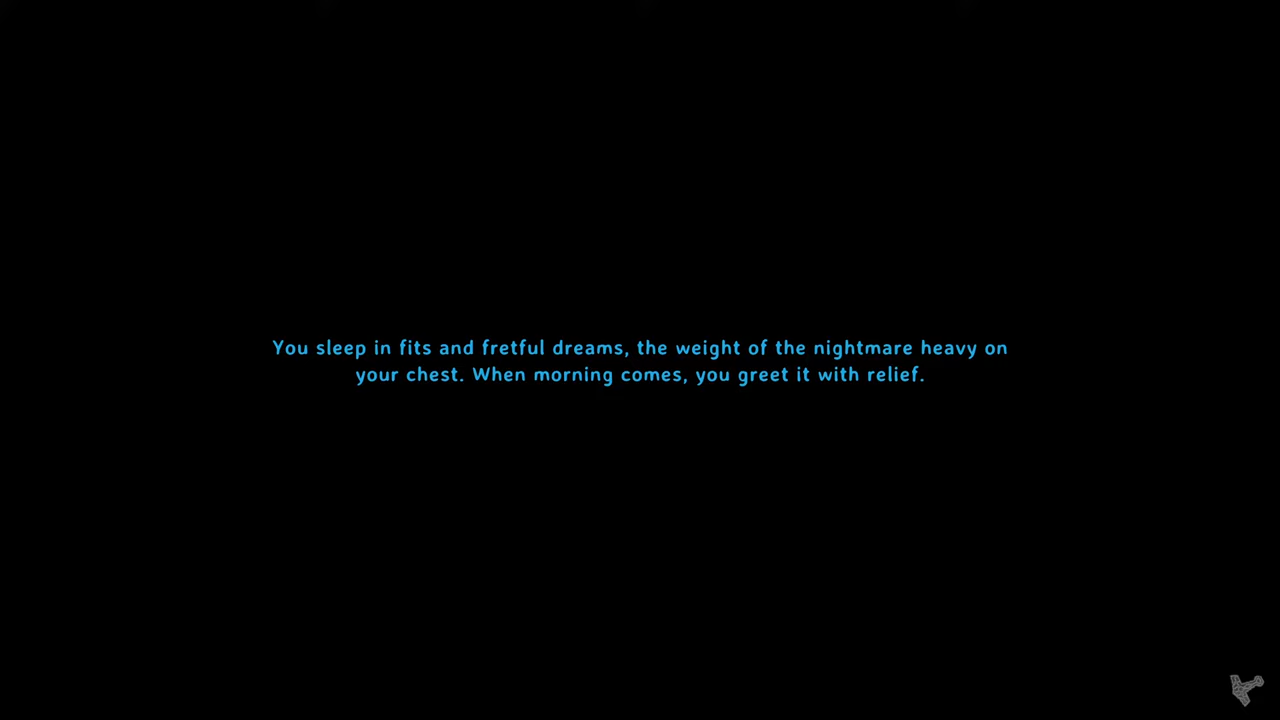 You sleep in fits and fretful dreams, the weight of the nightmare heavy on
your chest. When morning comes, you greet it with relief.